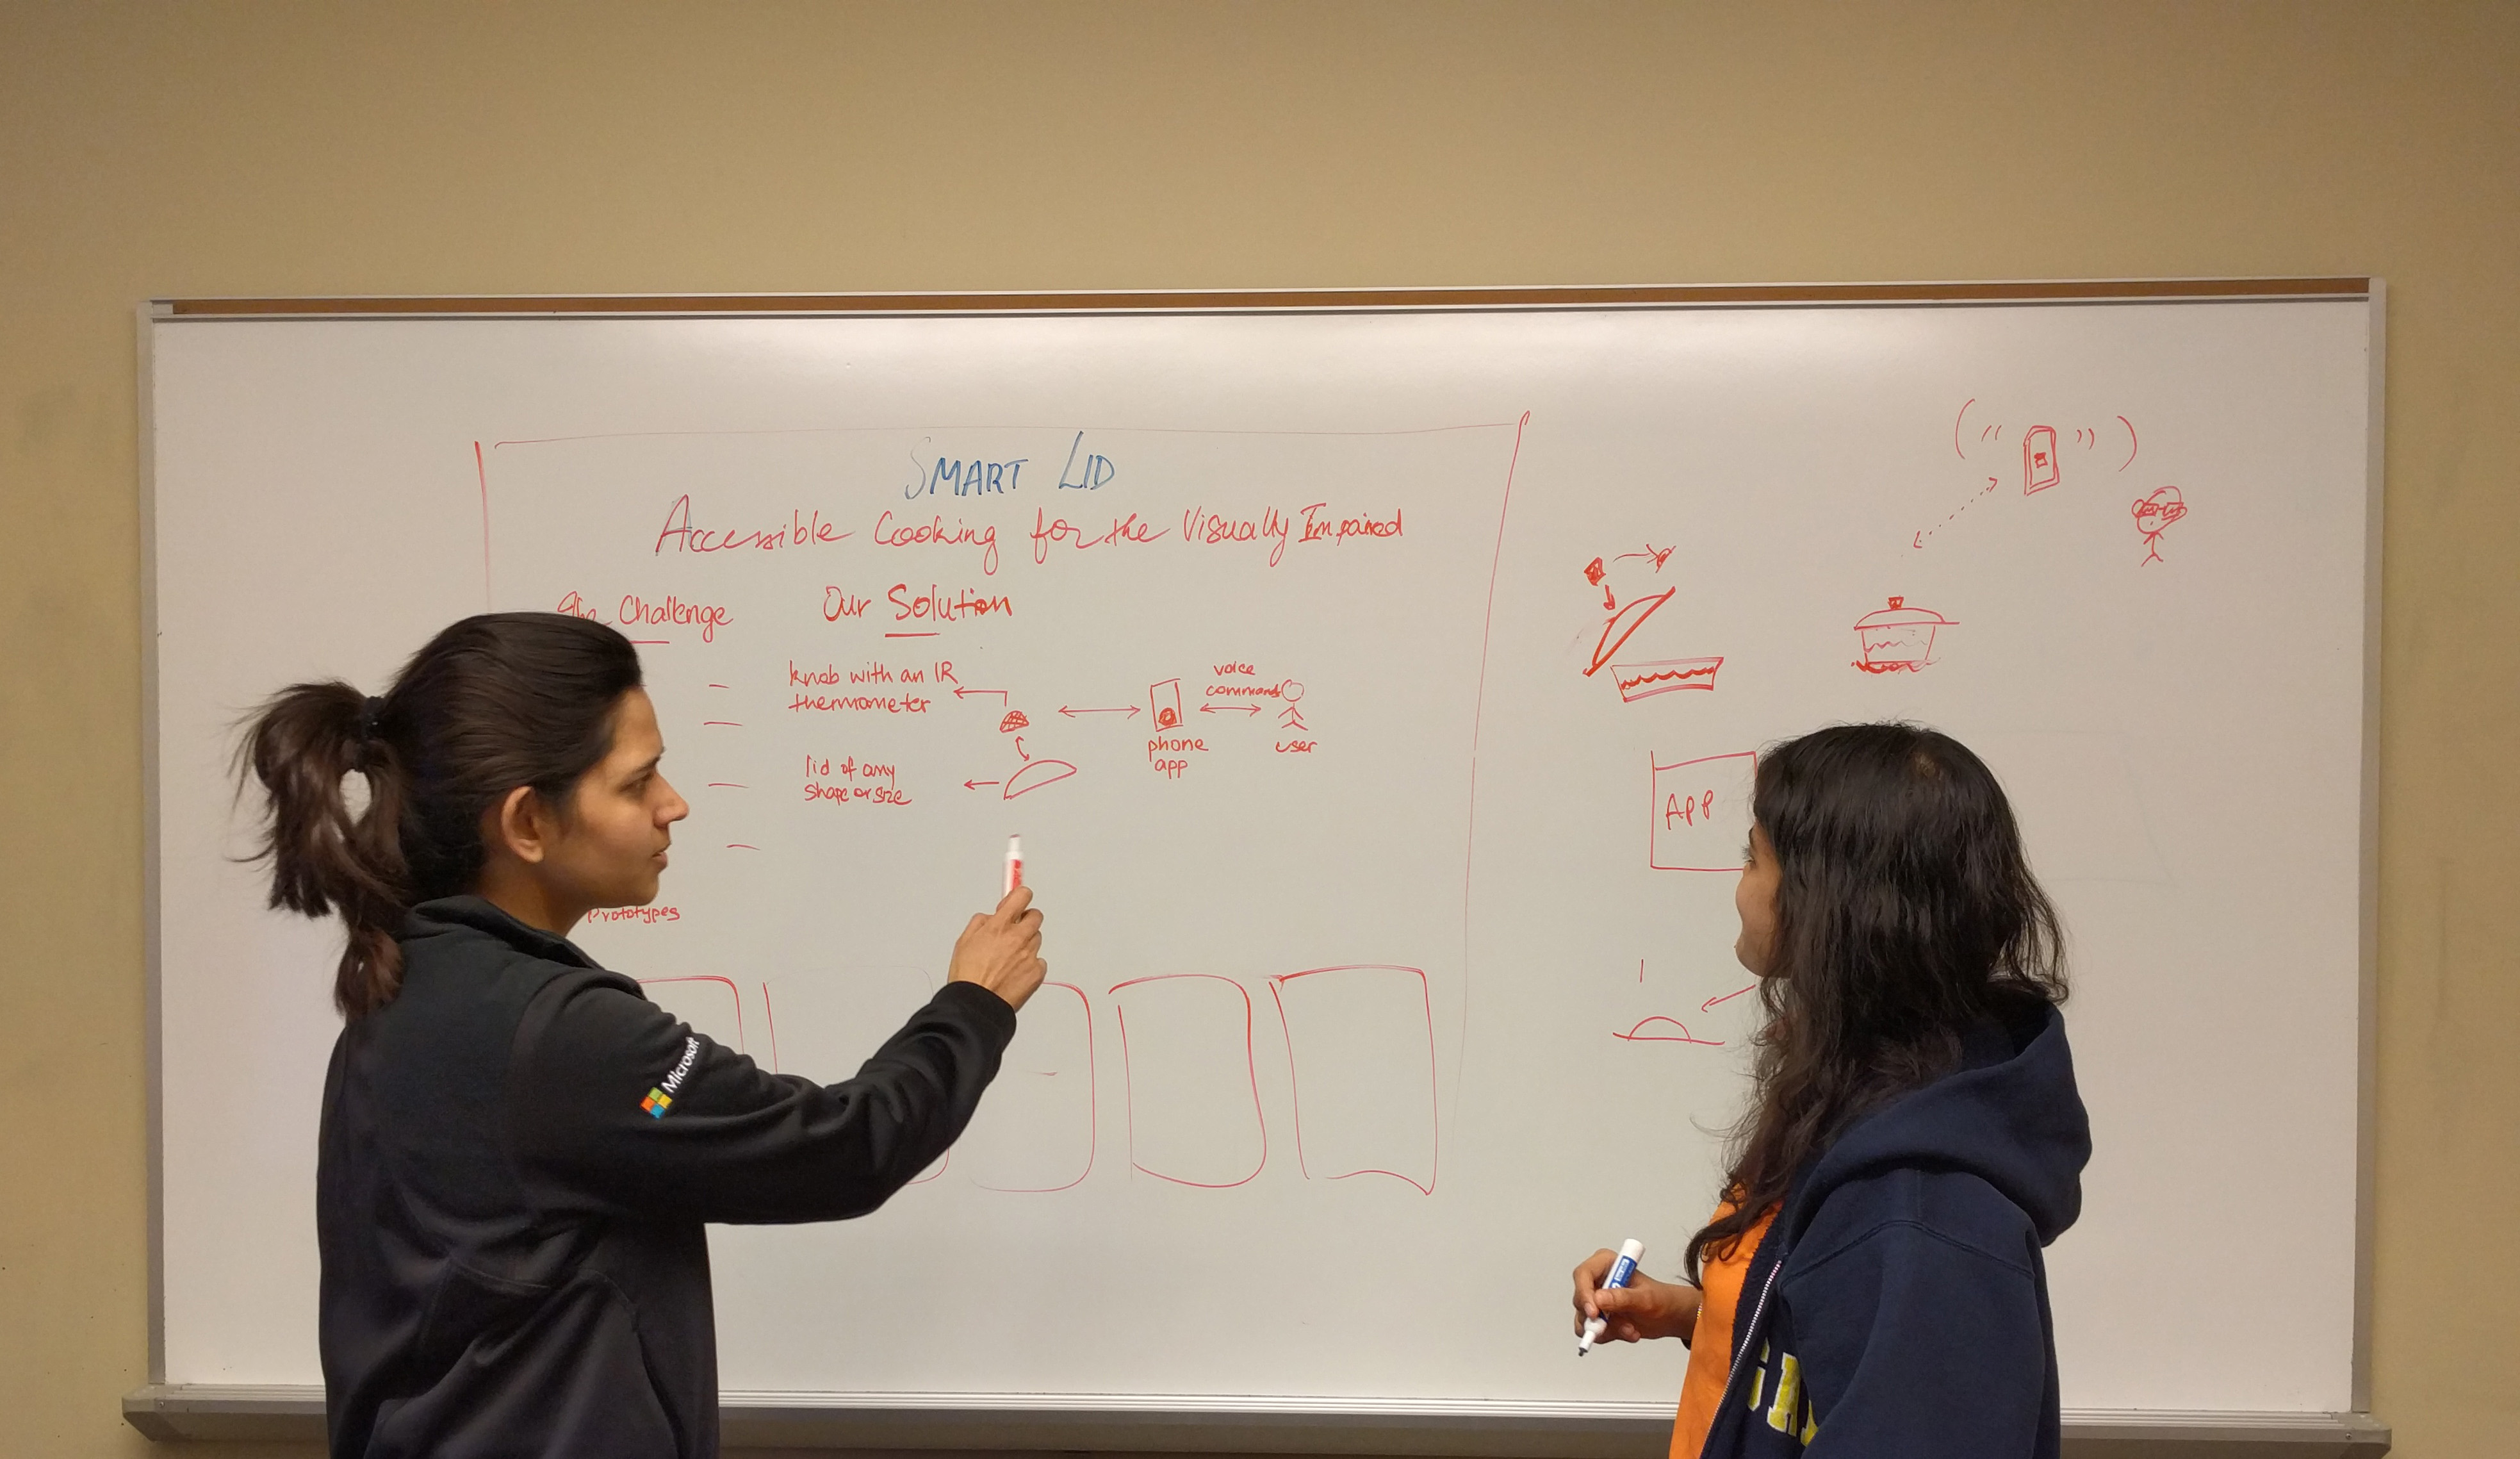 SMART LID
Accessible Cooking for the Visually Impaired
The Challenge
Our Solution
knob with an IR
thermometer
voice
command
phone
app
user
lid of any
shape or size
Prototypes
APP
Microsoft